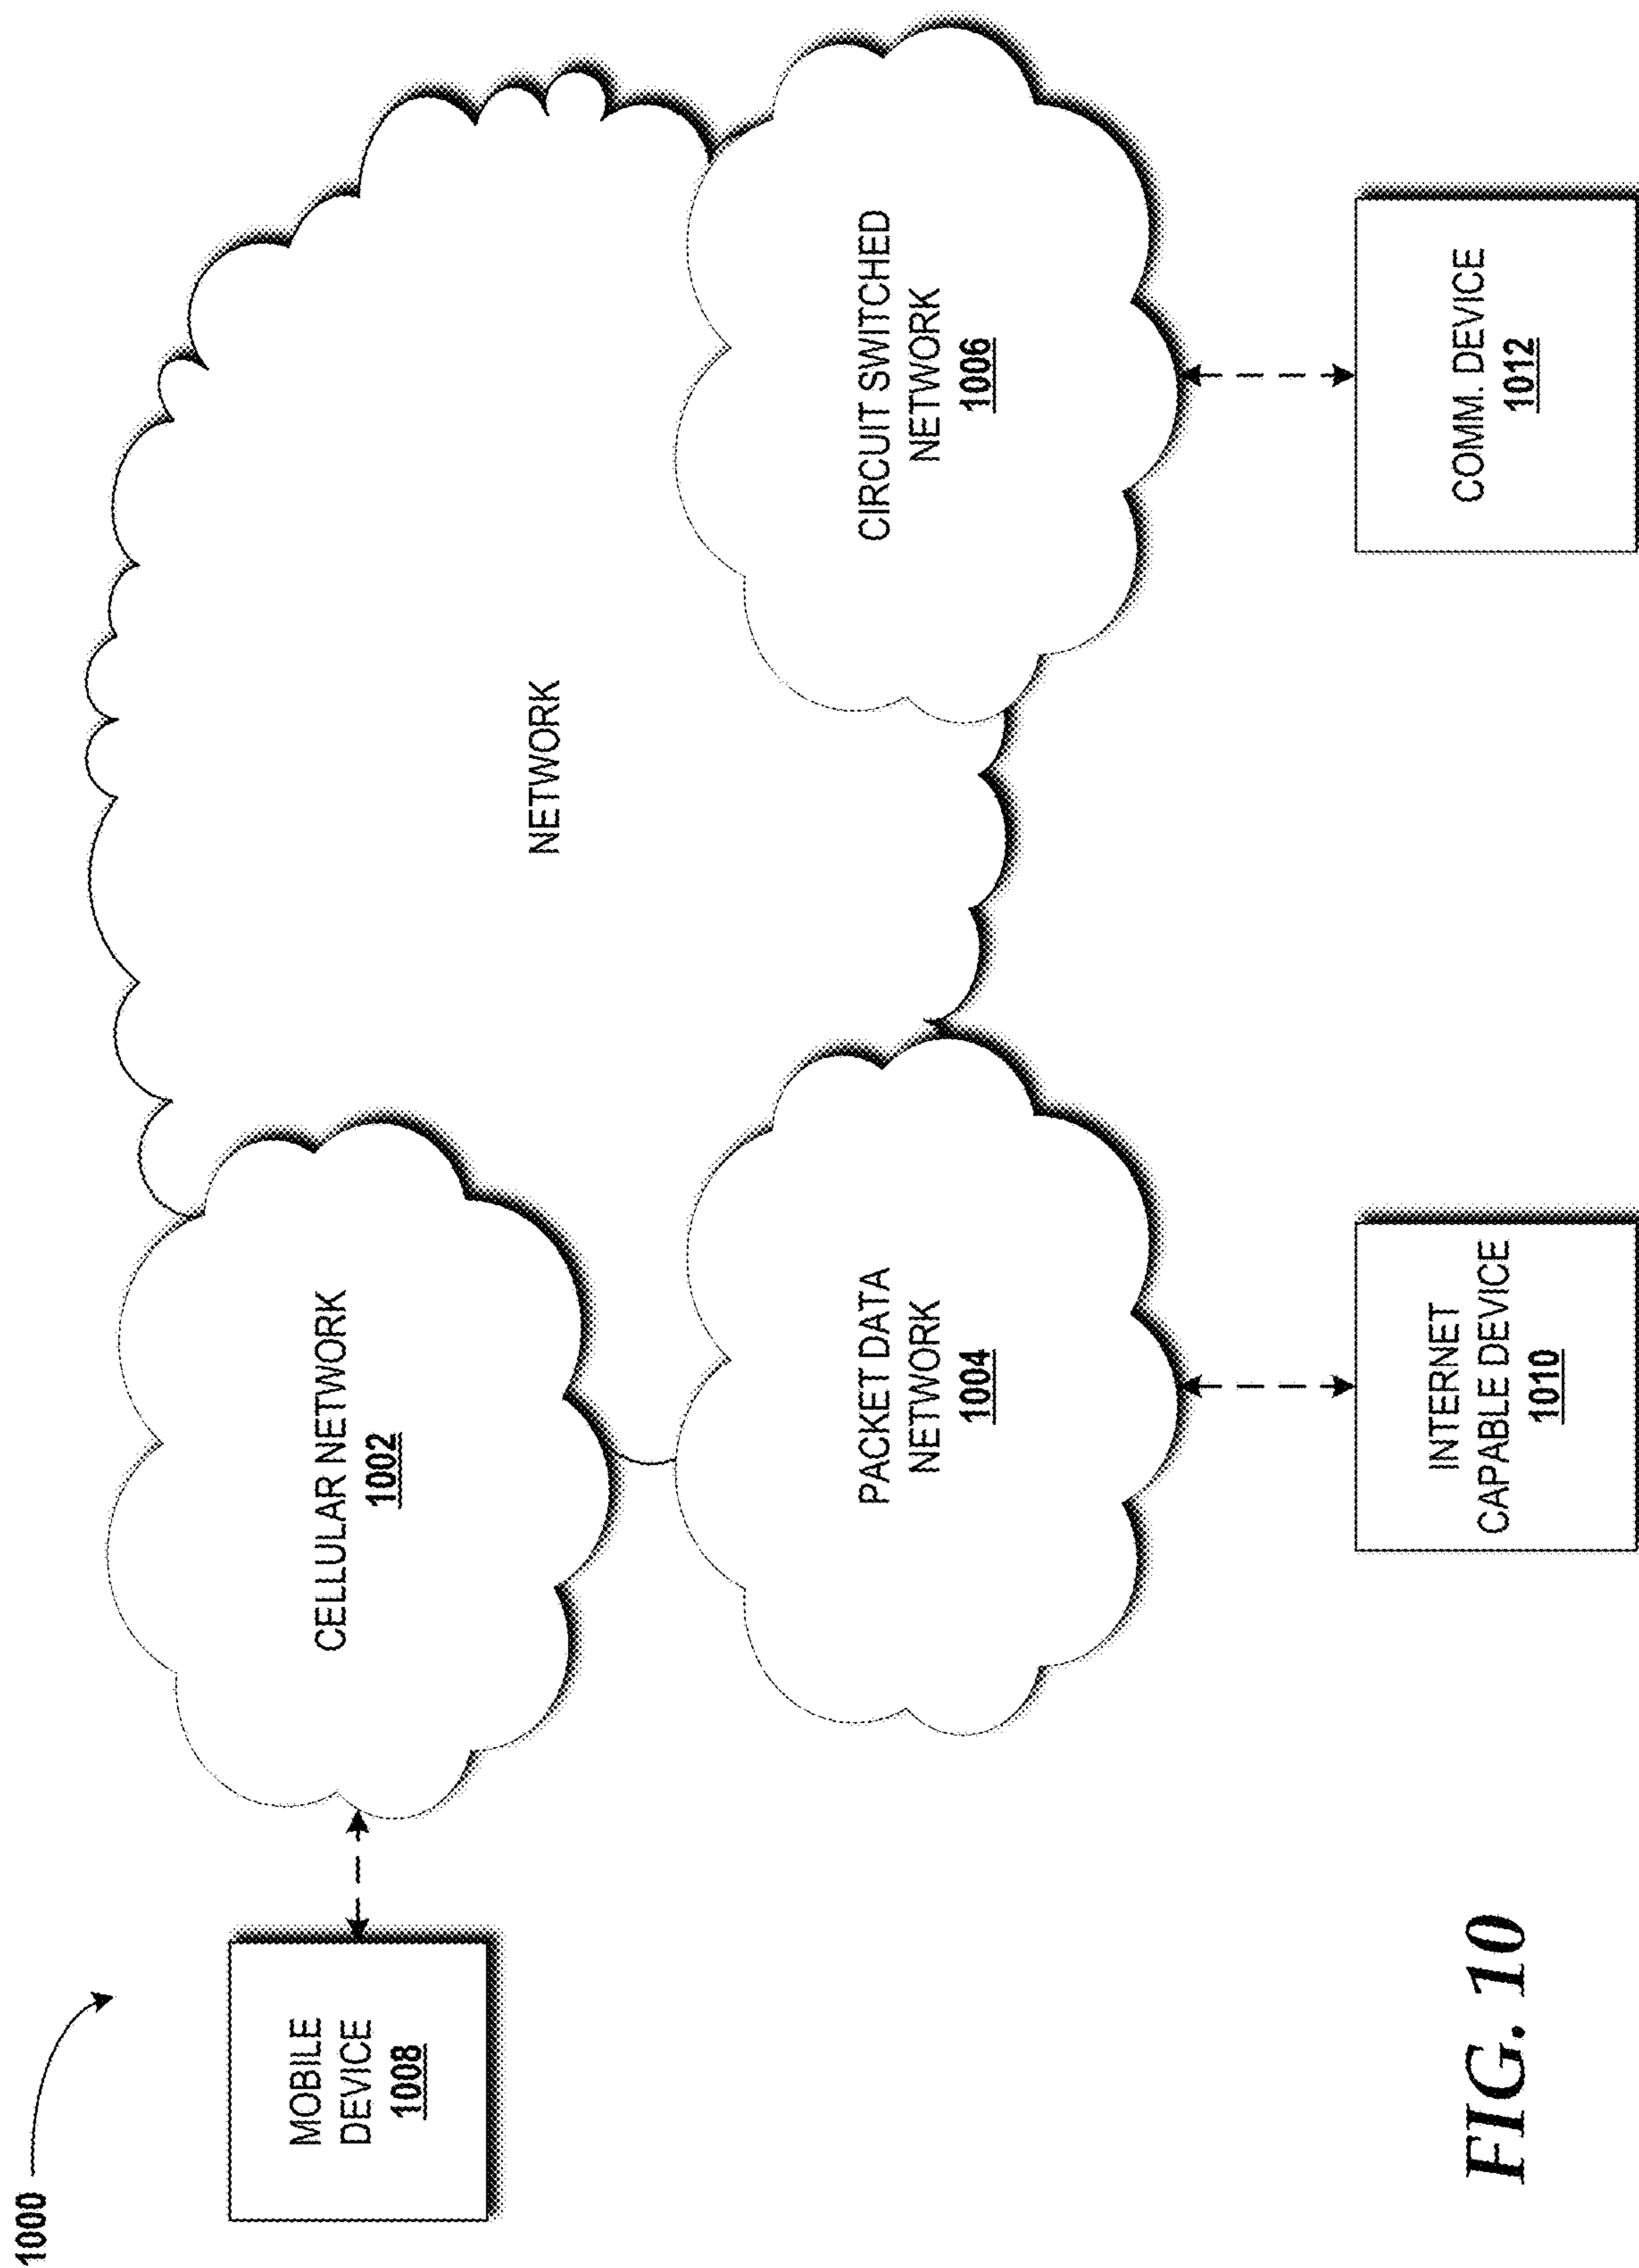 1000
MOBILE
DEVICE
1008
CELLULAR NETWORK
1002
NETWORK
PACKET DATA
NETWORK
1004
CIRCUIT SWITCHED
NETWORK
1006
INTERNET
CAPABLE DEVICE
1010
COMM. DEVICE
1012
FIG. 10